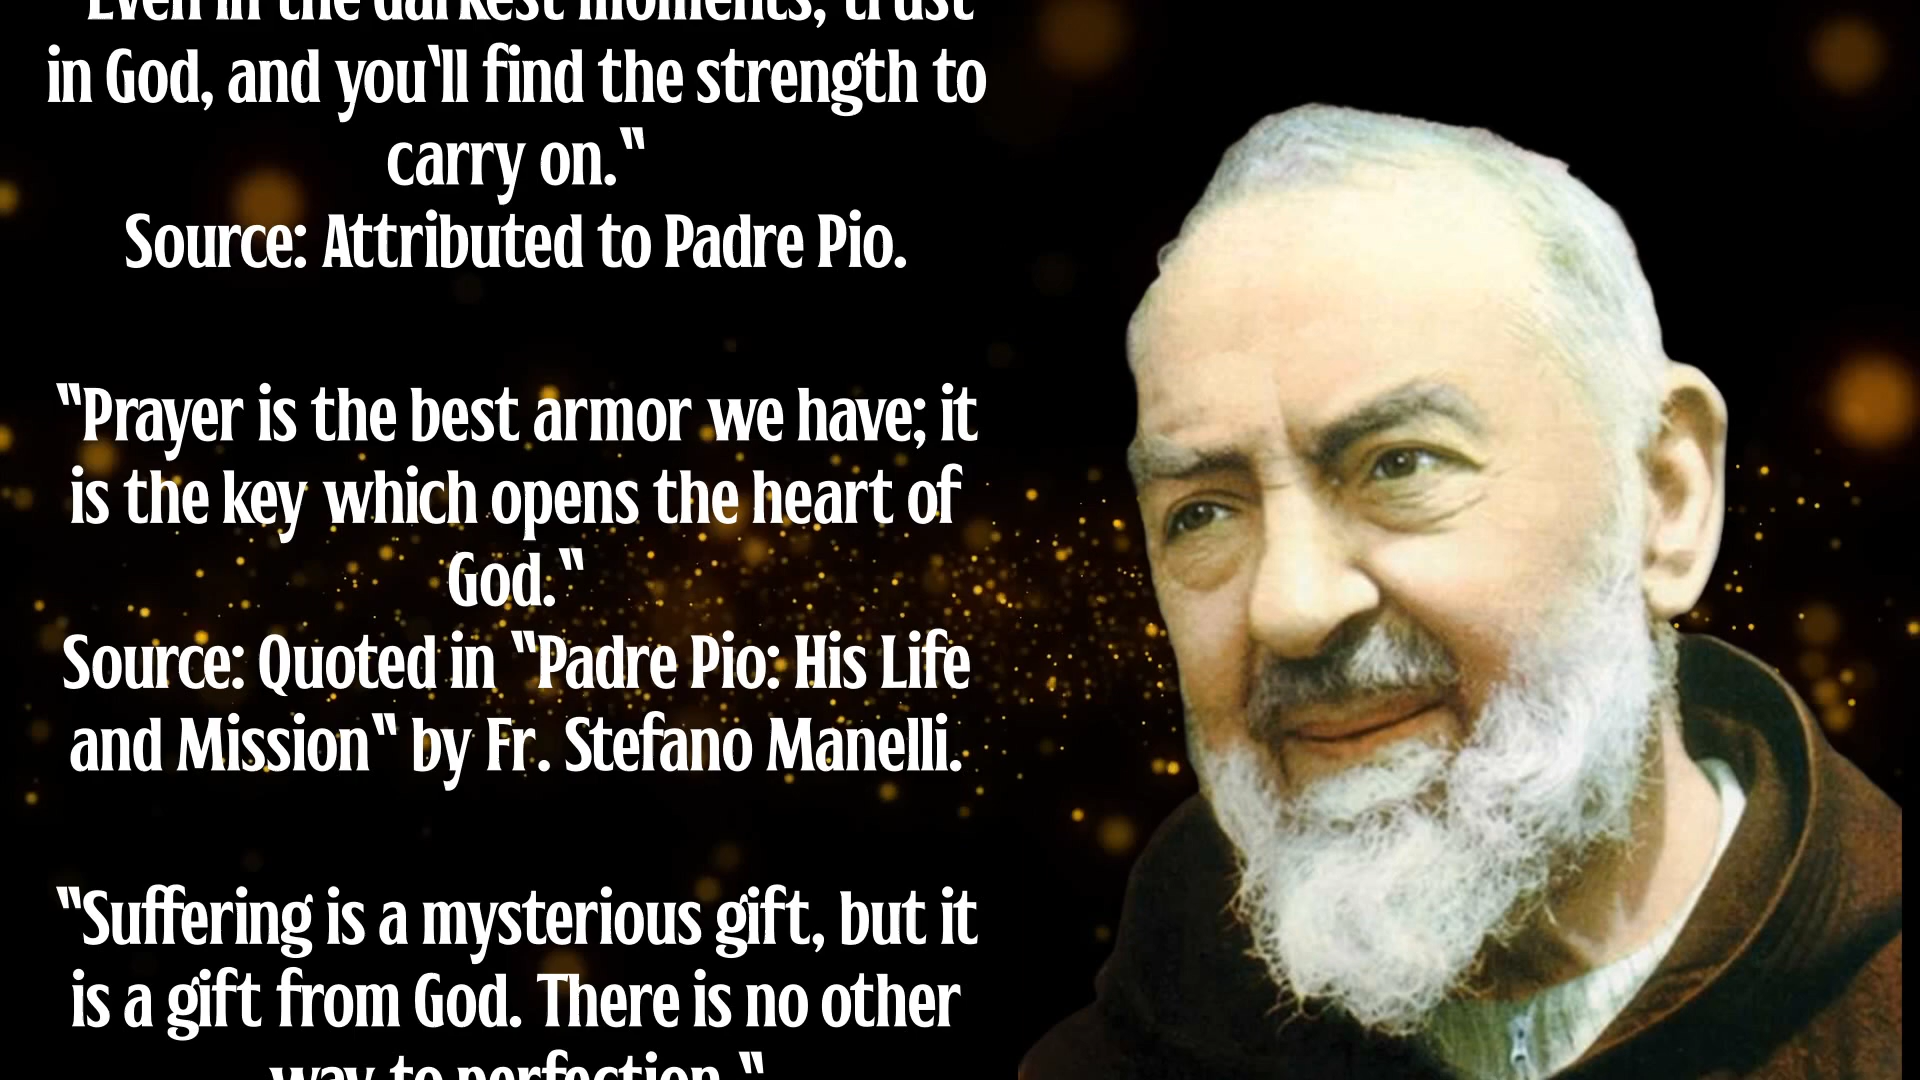 "Even in the darkest moments, trust
in God, and you'll find the strength to
carry on."
Source: Attributed to Padre Pio.
"Prayer is the best armor we have; it
is the key which opens the heart of
God."
Source: Quoted in "Padre Pio: His Life
and Mission" by Fr. Stefano Manelli.
"Suffering is a mysterious gift, but it
is a gift from God. There is no other
way to perfection."